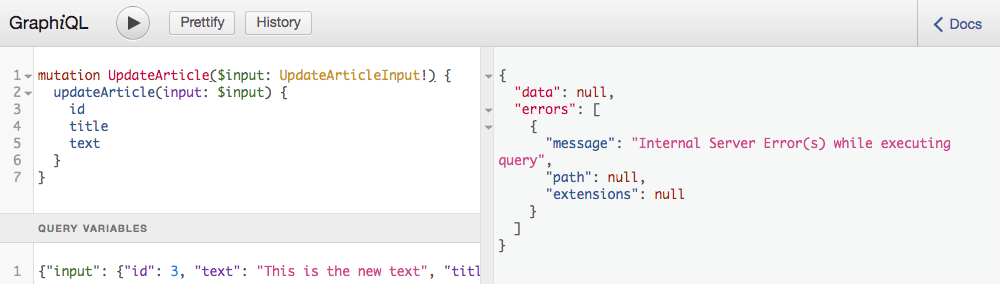 GraphiQL Prettify History Docs
1 mutation UpdateArticle($input: UpdateArticleInput!) {
2 updateArticle(input: $input) {
3 id
4 title
5 text
6 }
7 }
QUERY VARIABLES
1 {"input": {"id": 3, "text": "This is the new text", "titl
{
"data": null,
"errors": [
{
"message": "Internal Server Error(s) while executing
query",
"path": null,
"extensions": null
}
]
}